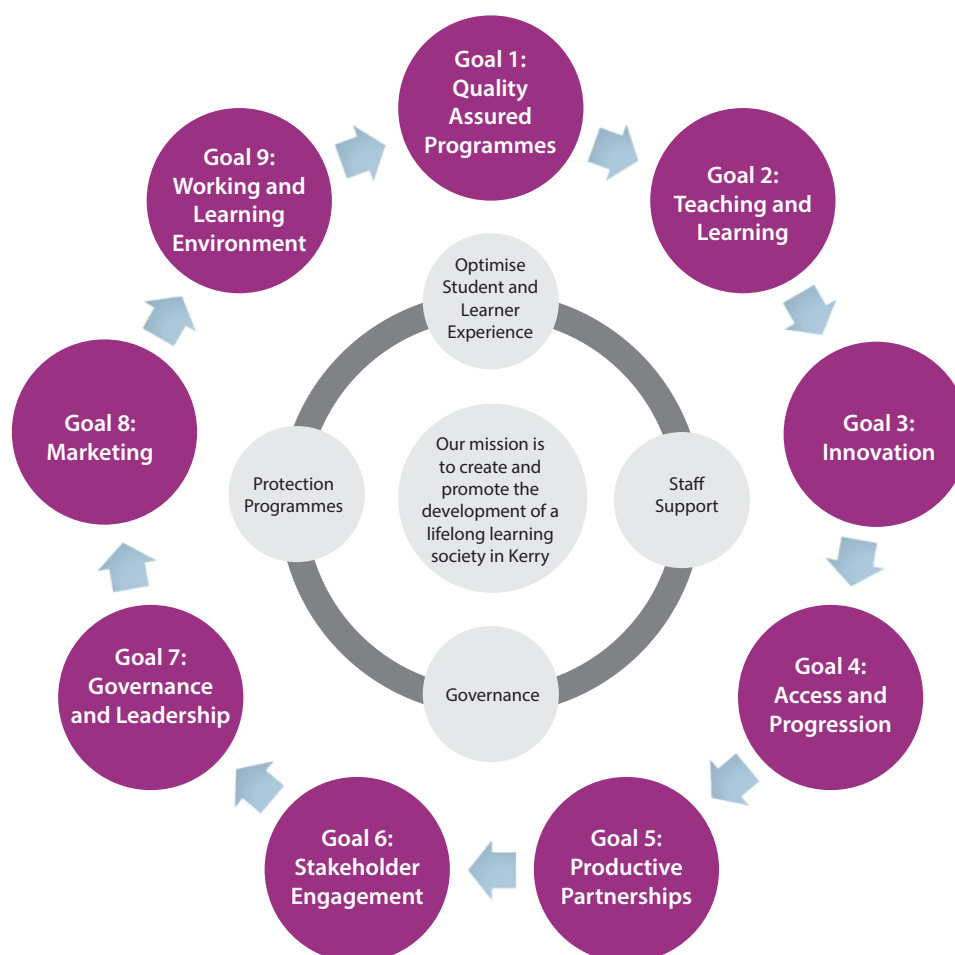 Goal 1:
Quality
Assured
Programmes
Goal 2:
Teaching and
Learning
Goal 3:
Innovation
Goal 4:
Access and
Progression
Goal 5:
Productive
Partnerships
Goal 6:
Stakeholder
Engagement
Goal 7:
Governance
and Leadership
Goal 8:
Marketing
Goal 9:
Working and
Learning
Environment
Optimise
Student and
Learner
Experience
Staff
Support
Governance
Protection
Programmes
Our mission is
to create and
promote the
development of a
lifelong learning
society in Kerry